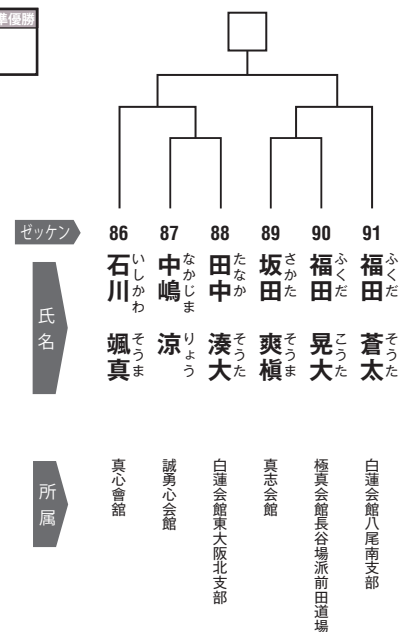 準優勝
ゼッケン
86 87 88 89 90 91
氏名
石川 颯真
いしかわ そうま
中嶋 涼
なかじま りょう
田中 湊大
たなか そうた
坂田 爽槇
さかた そうま
福田 晃大
ふくだ こうた
福田 蒼太
ふくだ そうた
所属
真心會舘
誠勇心会館
白蓮会館東大阪北支部
真志会館
極真会館長谷場派前田道場
白蓮会館八尾南支部